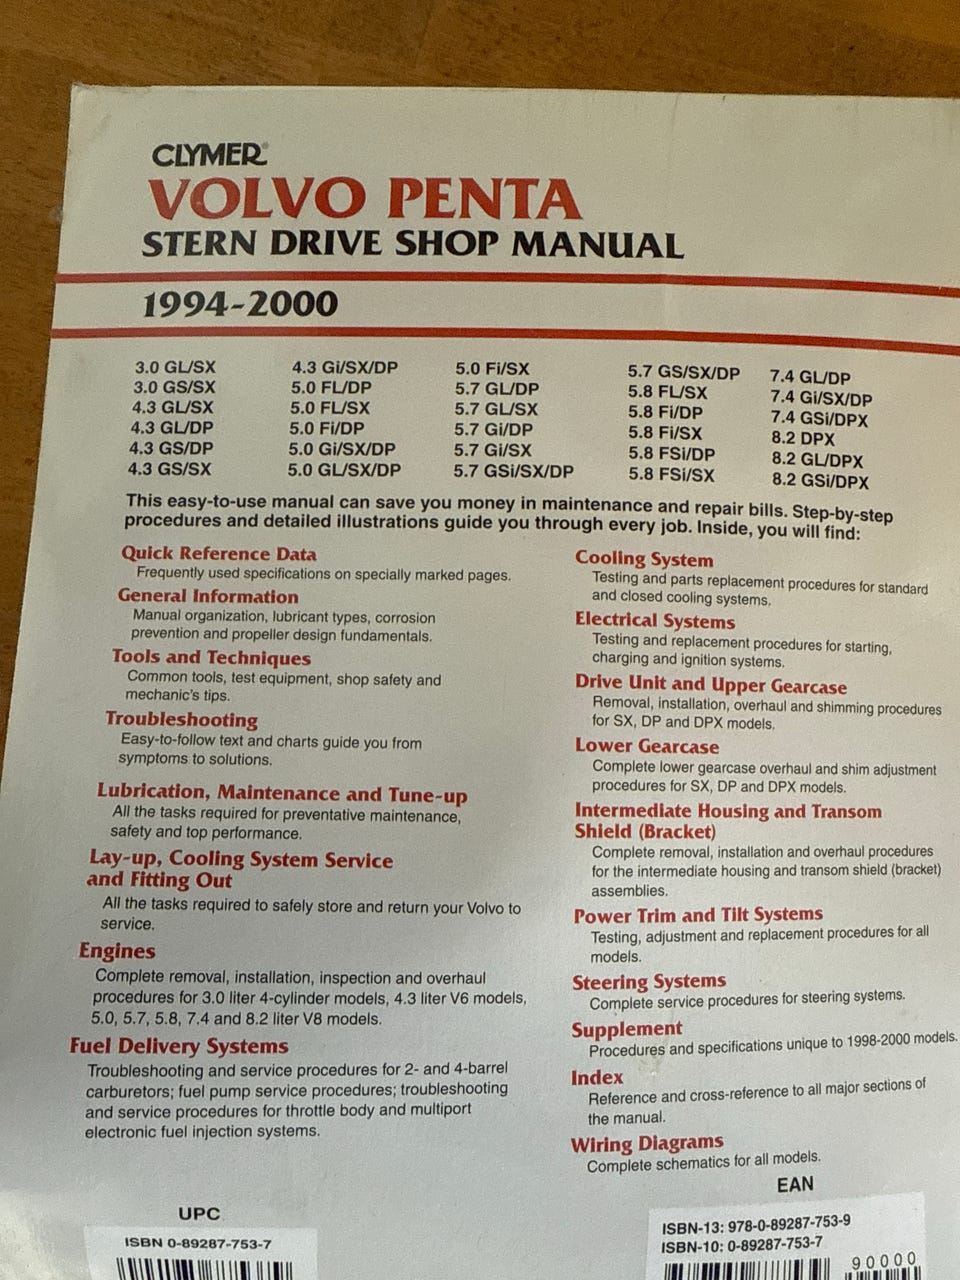 CLYMER®
VOLVO PENTA
STERN DRIVE SHOP MANUAL
1994-2000
3.0 GL/SX
3.0 GS/SX
4.3 GL/SX
4.3 GL/DP
4.3 GS/DP
4.3 GS/SX
4.3 Gi/SX/DP
5.0 FL/DP
5.0 FL/SX
5.0 Fi/DP
5.0 Gi/SX/DP
5.0 GL/SX/DP
5.0 Fi/SX
5.7 GL/DP
5.7 GL/SX
5.7 Gi/DP
5.7 Gi/SX
5.7 GSi/SX/DP
5.7 GS/SX/DP
5.8 FL/SX
5.8 Fi/DP
5.8 Fi/SX
5.8 FSi/DP
5.8 FSi/SX
7.4 GL/DP
7.4 Gi/SX/DP
7.4 GSi/DPX
8.2 DPX
8.2 GL/DPX
8.2 GSi/DPX
This easy-to-use manual can save you money in maintenance and repair bills. Step-by-step
procedures and detailed illustrations guide you through every job. Inside, you will find:
Quick Reference Data
Frequently used specifications on specially marked pages.
General Information
Manual organization, lubricant types, corrosion
prevention and propeller design fundamentals.
Tools and Techniques
Common tools, test equipment, shop safety and
mechanic's tips.
Troubleshooting
Easy-to-follow text and charts guide you from
symptoms to solutions.
Lubrication, Maintenance and Tune-up
All the tasks required for preventative maintenance,
safety and top performance.
Lay-up, Cooling System Service
and Fitting Out
All the tasks required to safely store and return your Volvo to
service.
Engines
Complete removal, installation, inspection and overhaul
procedures for 3.0 liter 4-cylinder models, 4.3 liter V6 models,
5.0, 5.7, 5.8, 7.4 and 8.2 liter V8 models.
Fuel Delivery Systems
Troubleshooting and service procedures for 2- and 4-barrel
carburetors; fuel pump service procedures; troubleshooting
and service procedures for throttle body and multiport
electronic fuel injection systems.
Cooling System
Testing and parts replacement procedures for standard
and closed cooling systems.
Electrical Systems
Testing and replacement procedures for starting,
charging and ignition systems.
Drive Unit and Upper Gearcase
Removal, installation, overhaul and shimming procedures
for SX, DP and DPX models.
Lower Gearcase
Complete lower gearcase overhaul and shim adjustment
procedures for SX, DP and DPX models.
Intermediate Housing and Transom
Shield (Bracket)
Complete removal, installation and overhaul procedures
for the intermediate housing and transom shield (bracket)
assemblies.
Power Trim and Tilt Systems
Testing, adjustment and replacement procedures for all
models.
Steering Systems
Complete service procedures for steering systems.
Supplement
Procedures and specifications unique to 1998-2000 models.
Index
Reference and cross-reference to all major sections of
the manual.
Wiring Diagrams
Complete schematics for all models.
UPC
ISBN 0-89287-753-7
EAN
ISBN-13: 978-0-89287-753-9
ISBN-10: 0-89287-753-7
90000